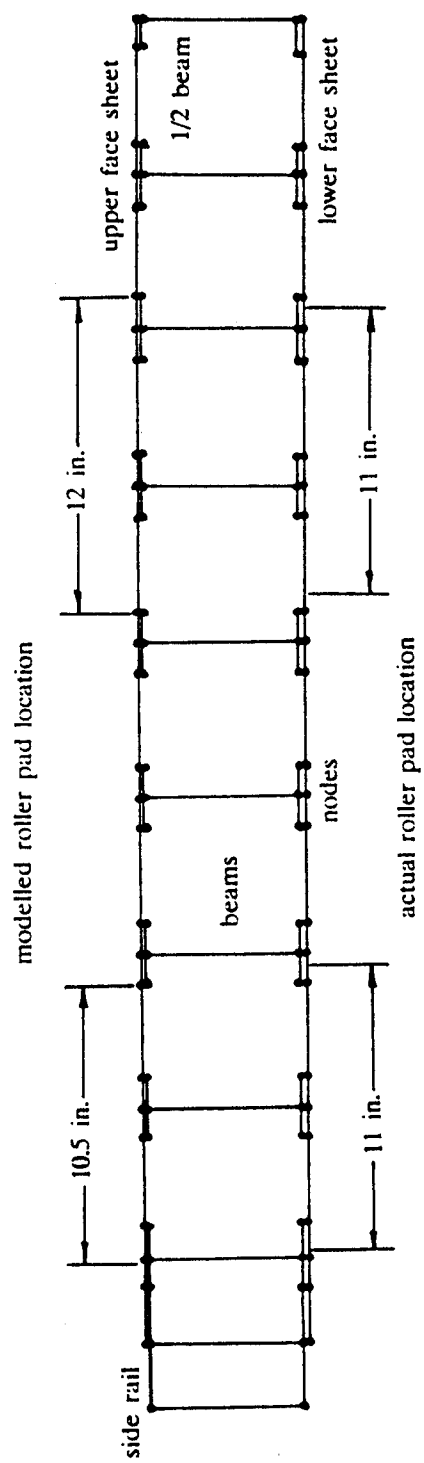 modelled roller pad location
10.5 in.
12 in.
side rail
upper face sheet
beams
1/2 beam
nodes
lower face sheet
11 in.
11 in.
actual roller pad location